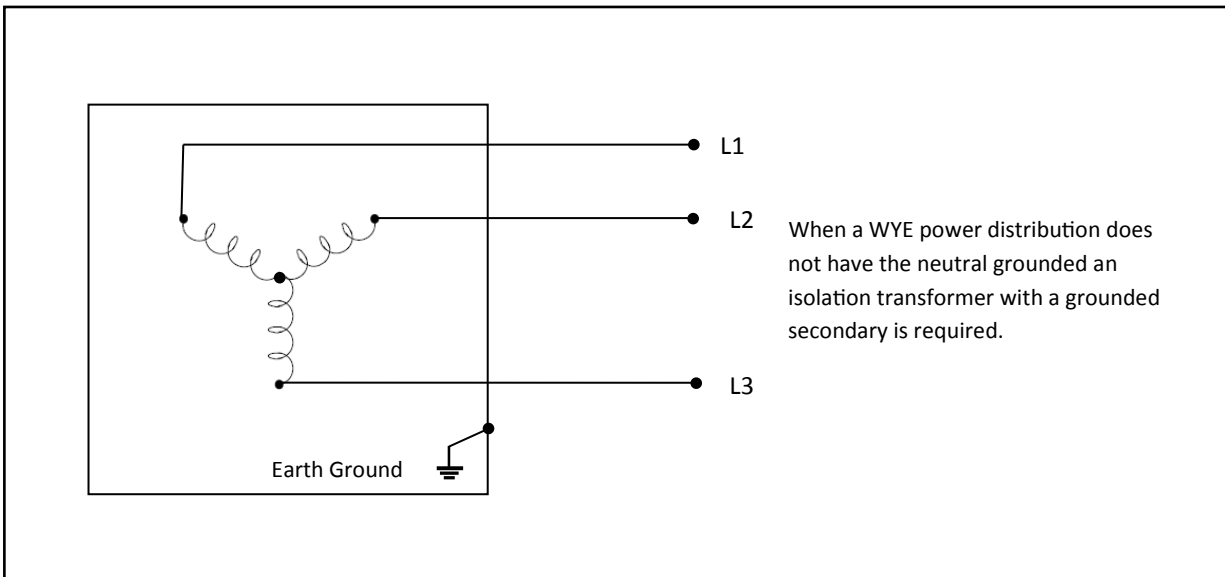 L1
L2
When a WYE power distribution does
not have the neutral grounded an
isolation transformer with a grounded
secondary is required.
L3
Earth Ground